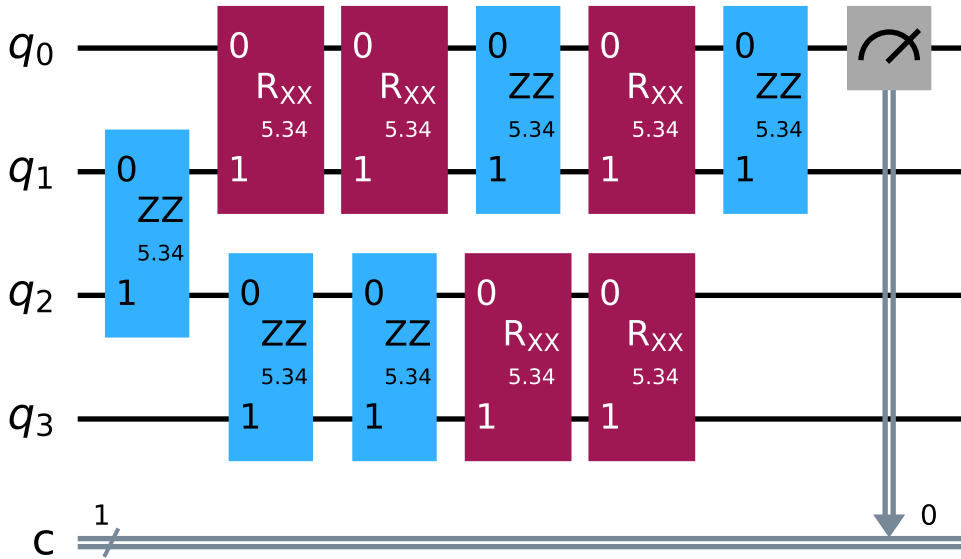 q0 0 0 0 0 0
RXX RXX ZZ RXX ZZ
5.34 5.34 5.34 5.34 5.34
q1 0 1 1 1 1 1
ZZ
5.34
q2 1 0 0 0 0
ZZ ZZ RXX RXX
5.34 5.34 5.34 5.34
q3 1 1 1 1
1 0
c